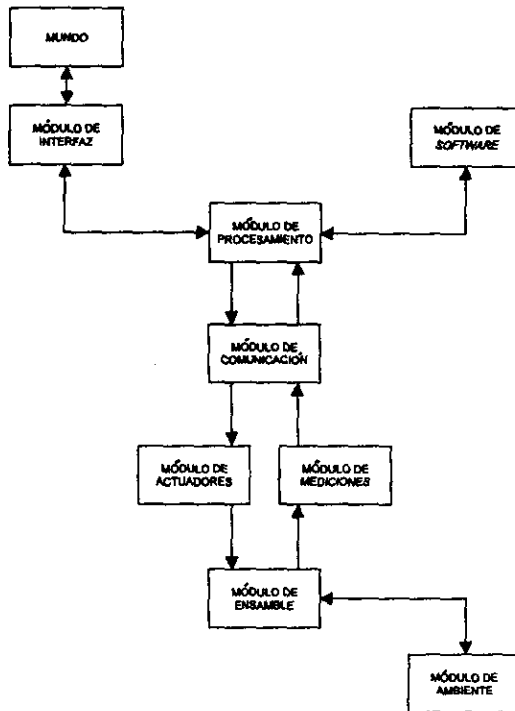 MUNDO
MÓDULO DE
INTERFAZ
MÓDULO DE
SOFTWARE
MÓDULO DE
PROCESAMIENTO
MÓDULO DE
COMUNICACIÓN
MÓDULO DE
ACTUADORES
MÓDULO DE
MEDICIONES
MÓDULO DE
ENSAMBLE
MÓDULO DE
AMBIENTE